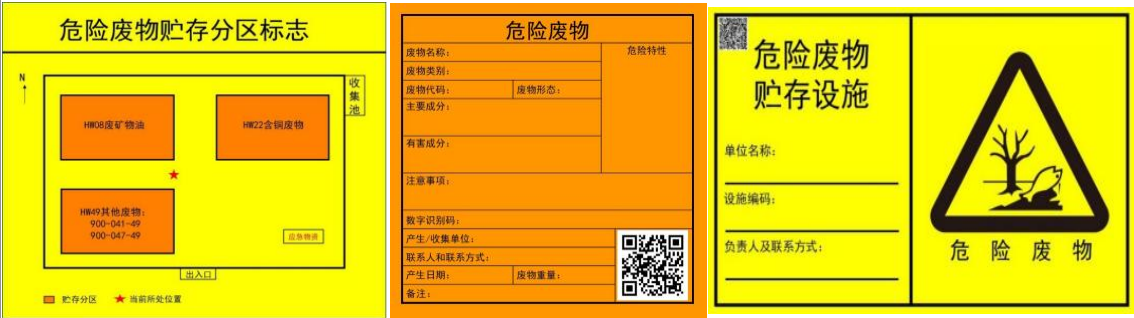 危险废物贮存分区标志
N
收集池
HW08废矿物油
HW22含铜废物
HW49其他废物：
900-041-49
900-047-49
应急物资
出入口
贮存分区
当前所处位置
危险废物
废物名称：
危险特性
废物类别：
废物代码：
废物形态：
主要成分：
有害成分：
注意事项：
数字识别码：
产生/收集单位：
联系人和联系方式：
产生日期：
废物重量：
备注：
危险废物
贮存设施
单位名称：
设施编码：
负责人及联系方式：
危险废物